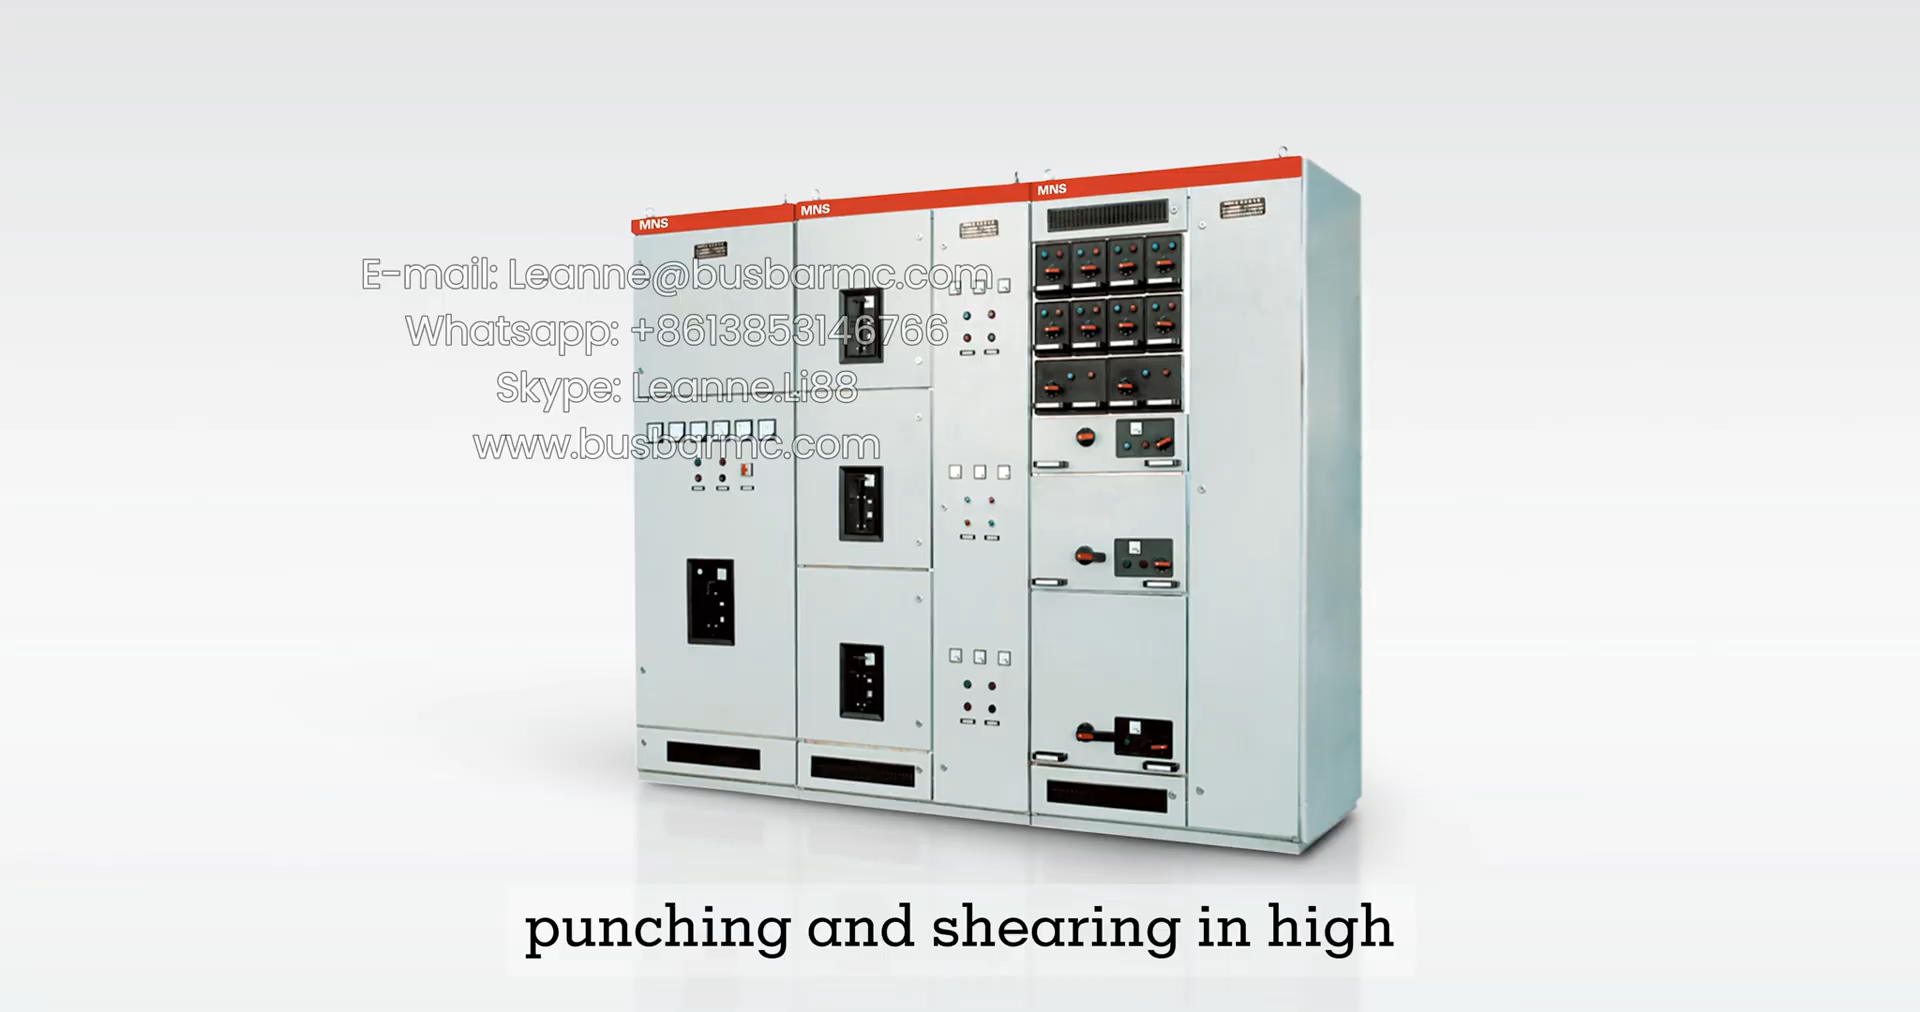 MNS
MNS
MNS
E-mail: Leanne@busbarmc.com
Whatsapp: +8613853146766
Skype: Leanne.Li88
www.busbarmc.com
punching and shearing in high